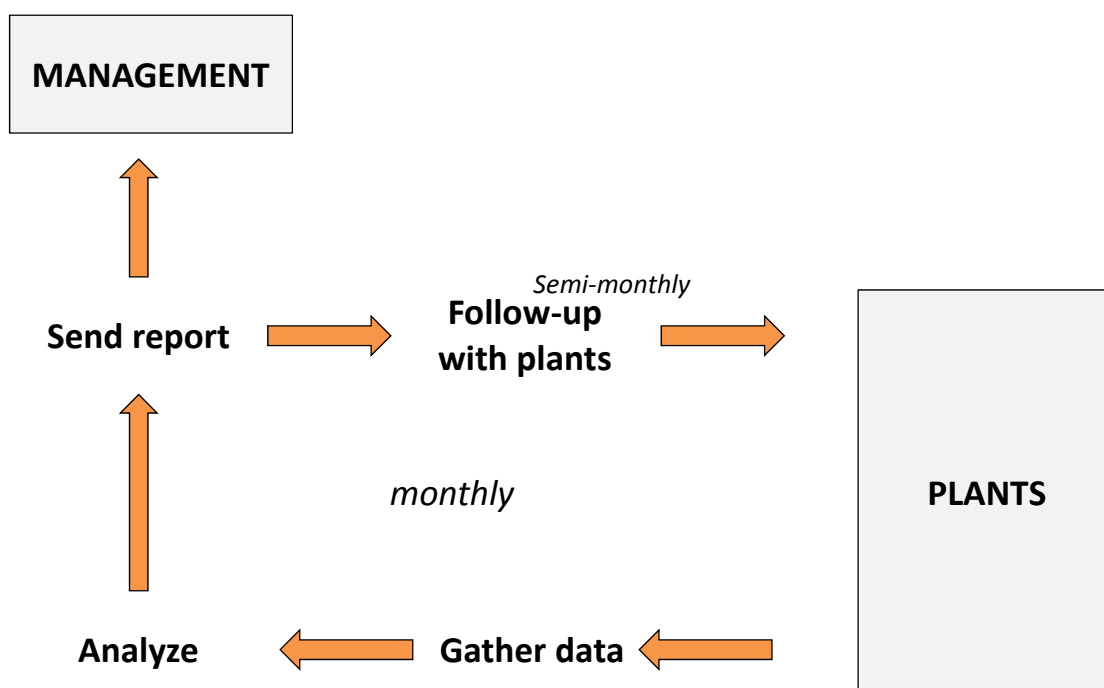 MANAGEMENT
Semi-monthly
Send report
Follow-up
with plants
monthly
PLANTS
Analyze
Gather data